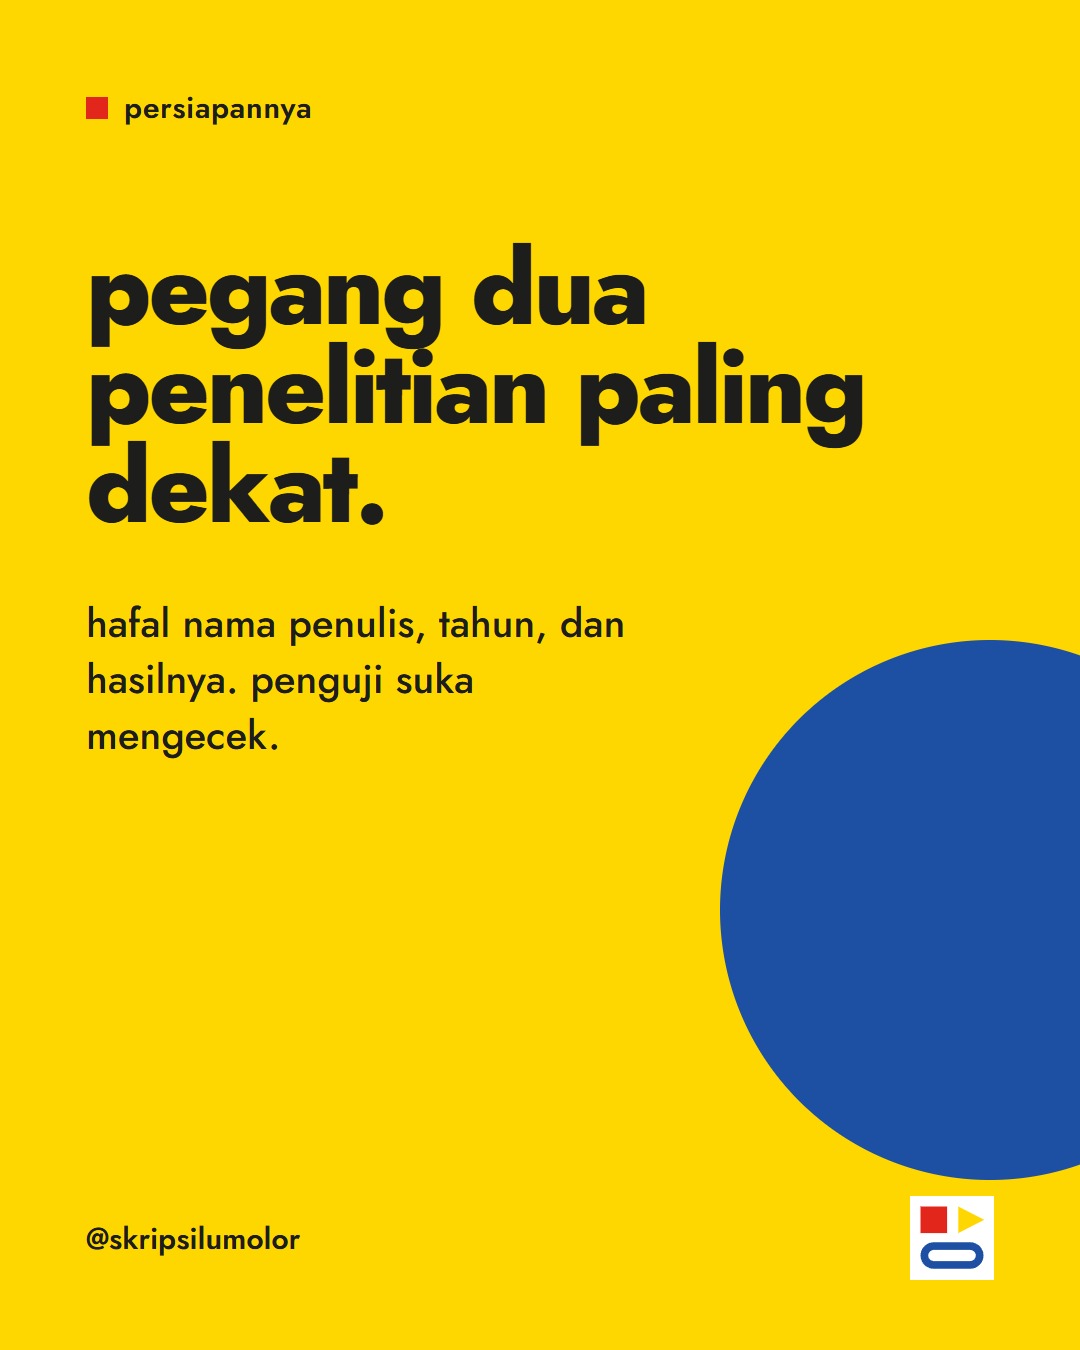 persiapannya
pegang dua
penelitian paling
dekat.
hafal nama penulis, tahun, dan
hasilnya. penguji suka
mengecek.
@skripsilumolor